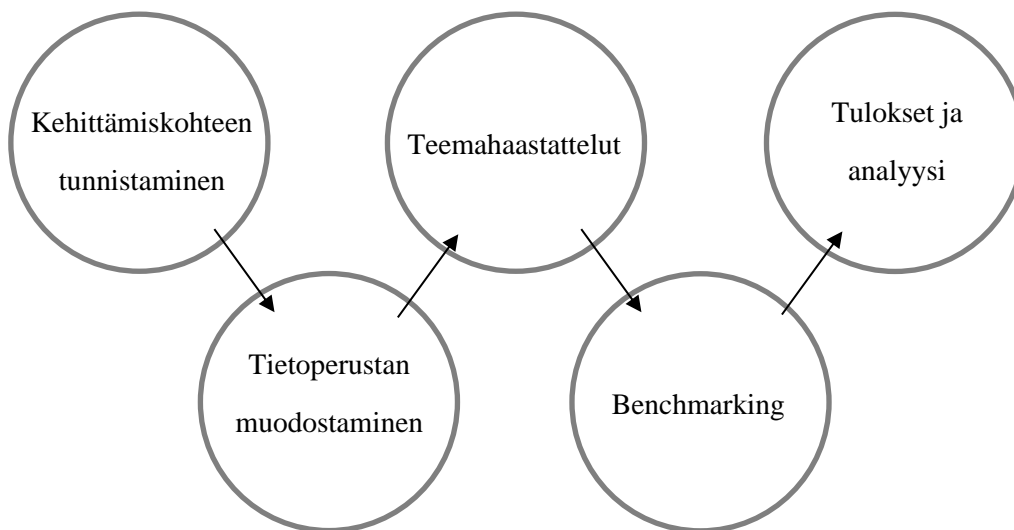 Kehittämiskohteen
tunnistaminen
Tietoperustan
muodostaminen
Teemahaastattelut
Benchmarking
Tulokset ja
analyysi